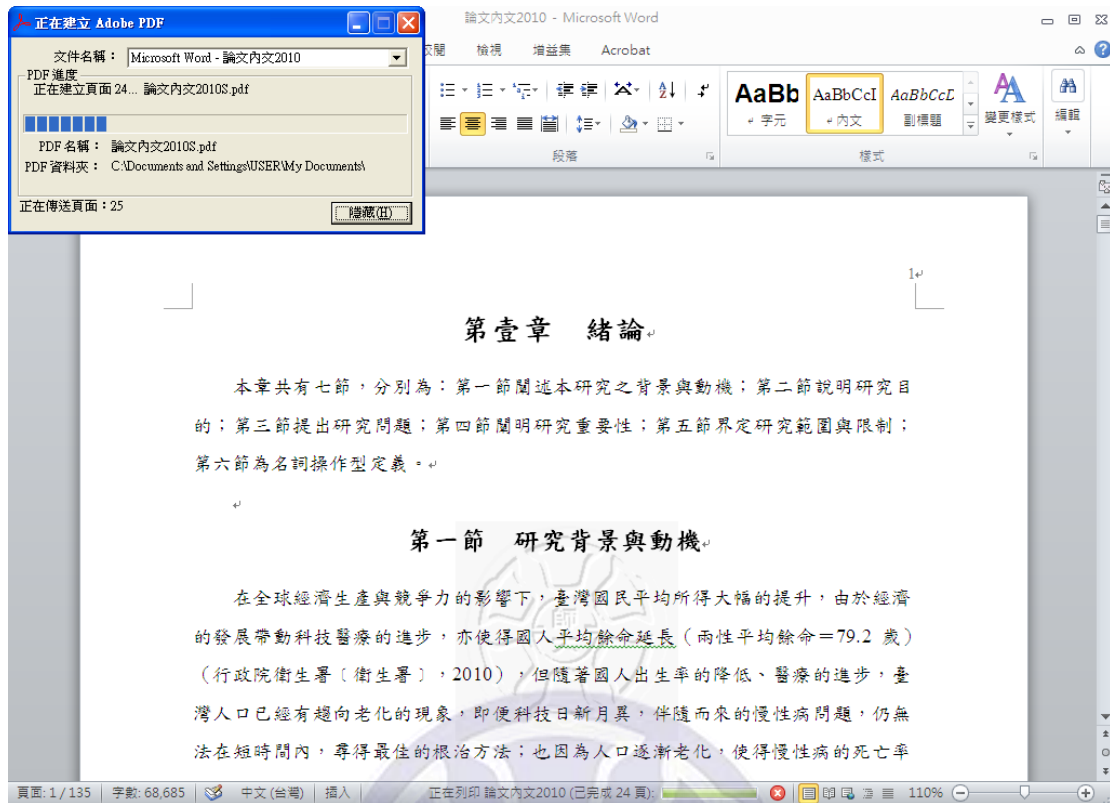 正在建立 Adobe PDF
文件名稱： Microsoft Word - 論文內文2010
PDF 進度
正在建立頁面 24... 論文內文2010S.pdf
PDF 名稱： 論文內文2010S.pdf
PDF 資料夾： C:\Documents and Settings\USER\My Documents\
正在傳送頁面：25
隱藏(H)
論文內文2010 - Microsoft Word
校閱 檢視 增益集 Acrobat
AaBb AaBbCcI AaBbCcD
字元 內文 副標題 變更樣式 編輯
段落 樣式
1
第壹章 緒論
本章共有七節，分別為：第一節闡述本研究之背景與動機；第二節說明研究目
的；第三節提出研究問題；第四節闡明研究重要性；第五節界定研究範圍與限制；
第六節為名詞操作型定義。
第一節 研究背景與動機
在全球經濟生產與競爭力的影響下，臺灣國民平均所得大幅的提升，由於經濟
的發展帶動科技醫療的進步，亦使得國人平均餘命延長（兩性平均餘命＝79.2 歲）
（行政院衛生署〔衛生署〕，2010），但隨著國人出生率的降低、醫療的進步，臺
灣人口已經有趨向老化的現象，即便科技日新月異，伴隨而來的慢性病問題，仍無
法在短時間內，尋得最佳的根治方法；也因為人口逐漸老化，使得慢性病的死亡率
師
頁面: 1 / 135 字數: 68,685 中文 (台灣) 插入 正在列印 論文內文2010 (已完成 24 頁): 110%